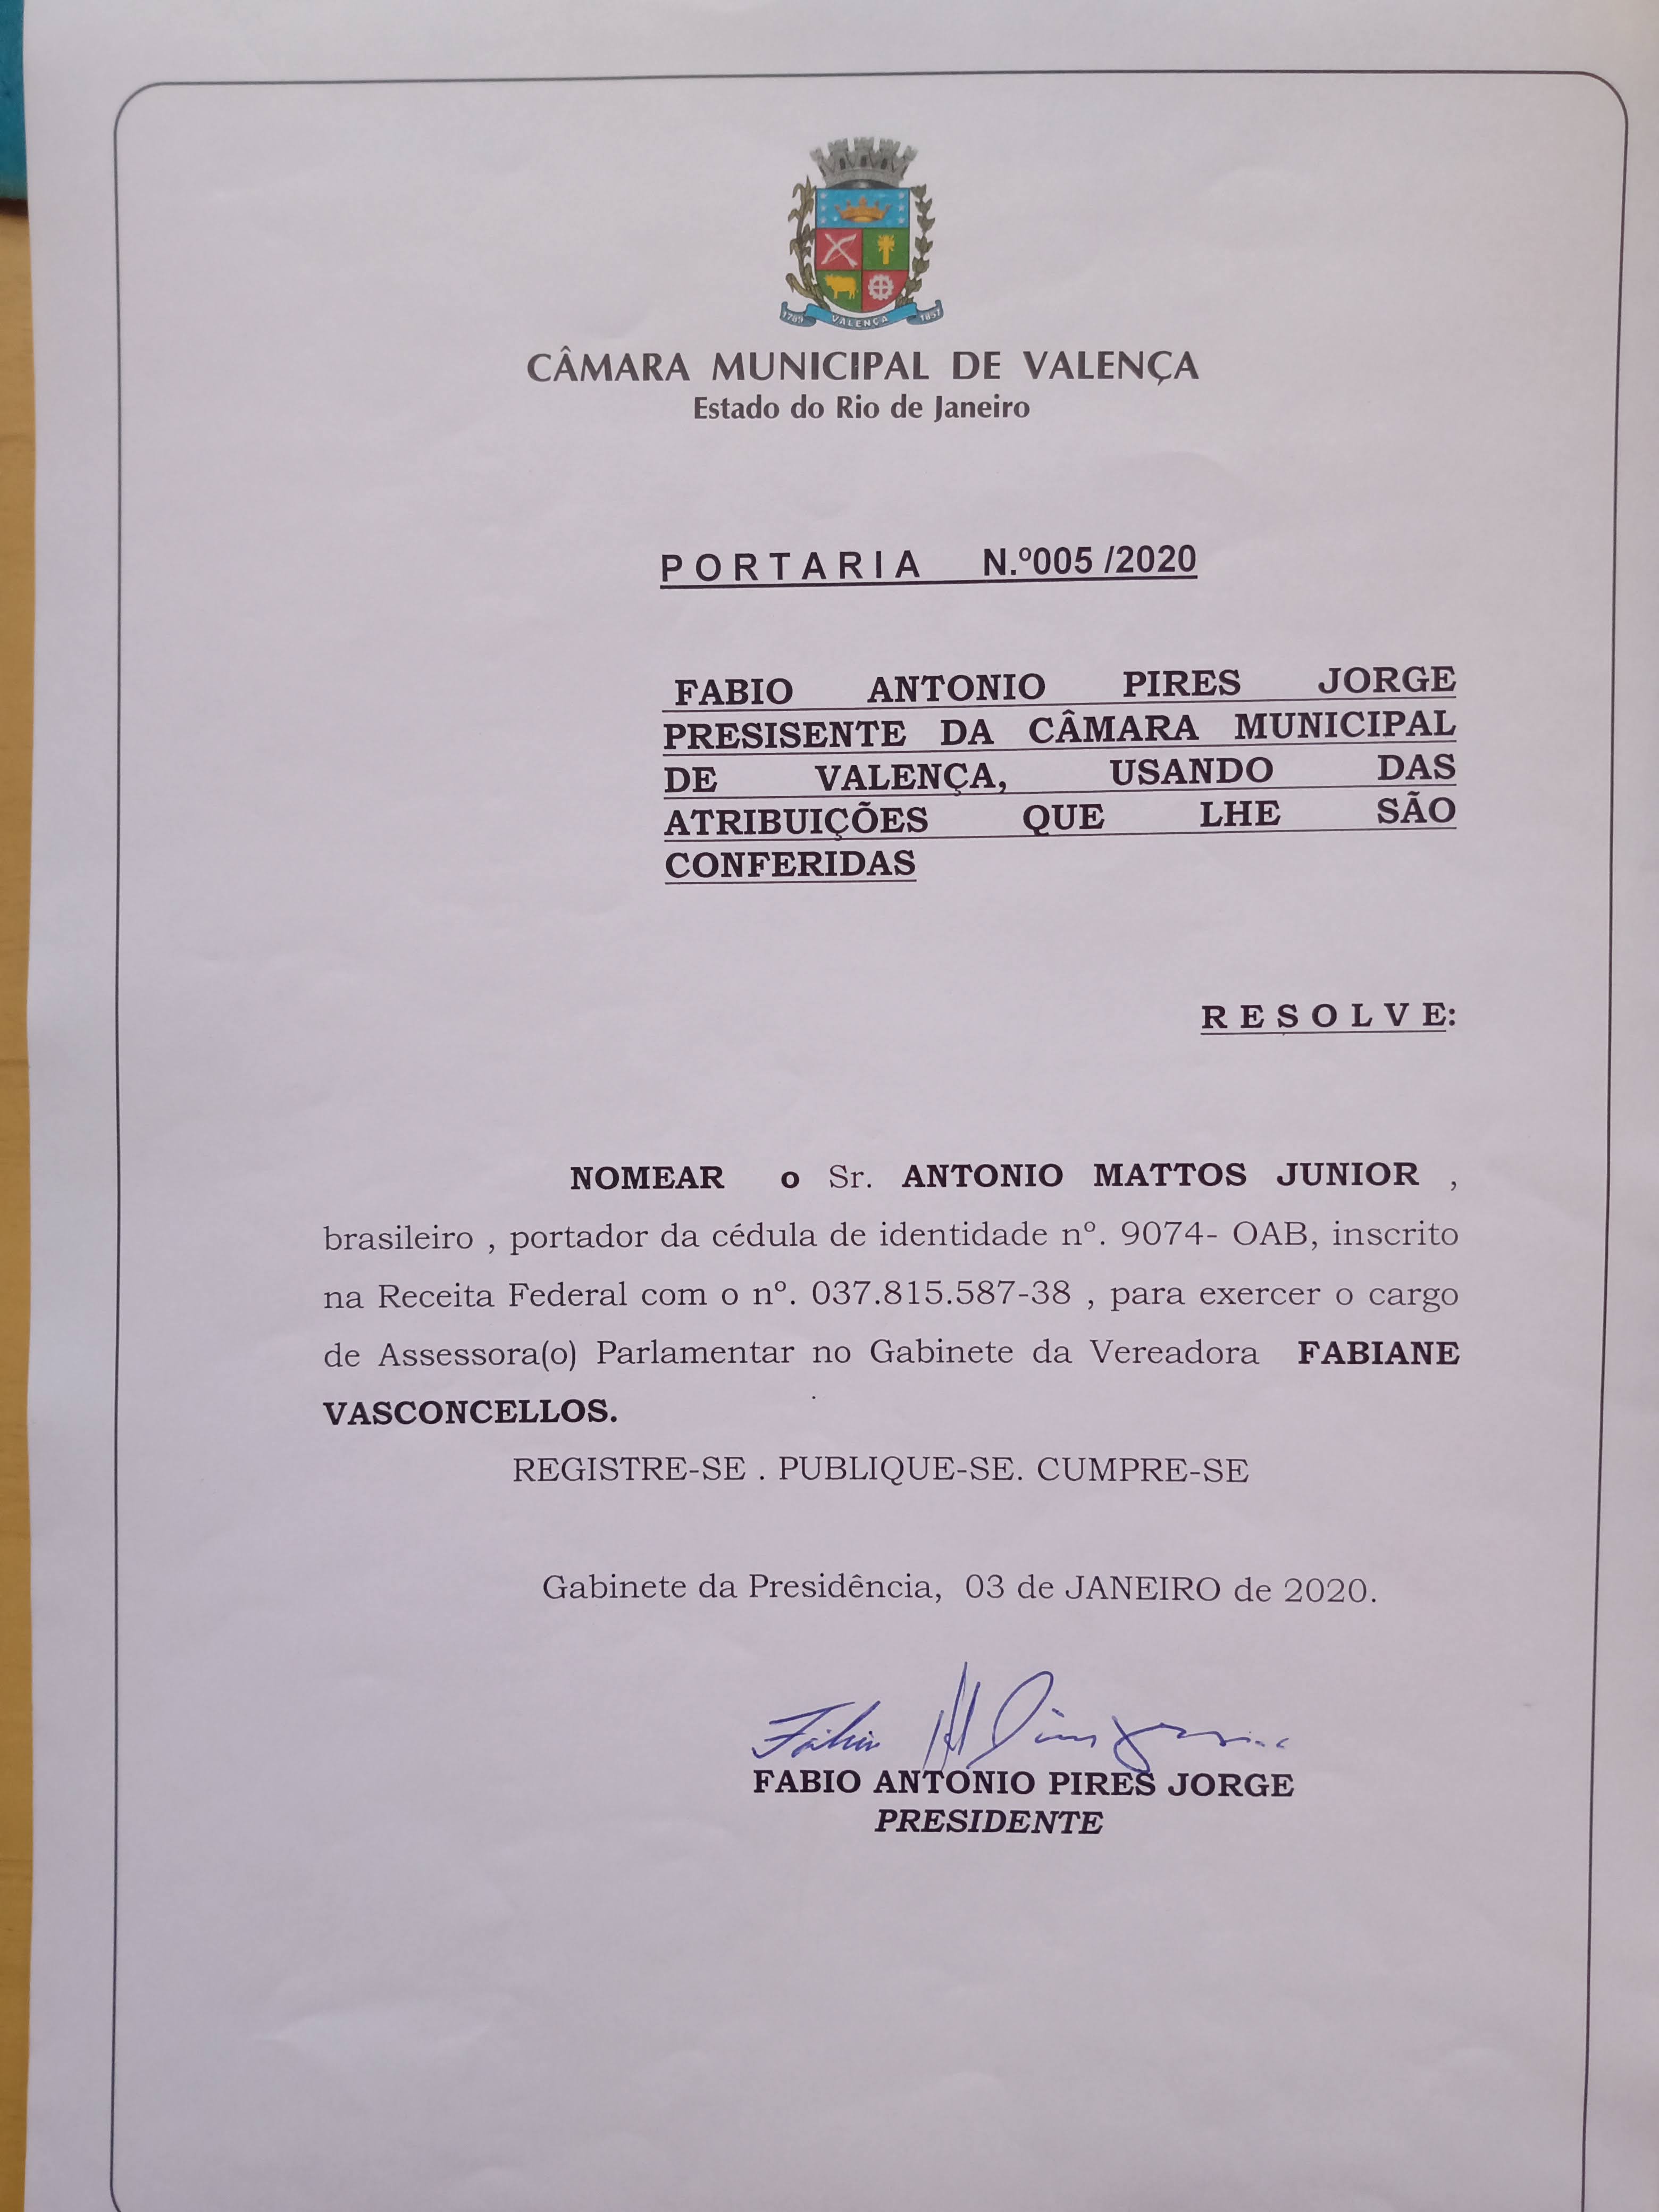 1789 VALENÇA 1857
CÂMARA MUNICIPAL DE VALENÇA
Estado do Rio de Janeiro
PORTARIA N.º005 /2020
FABIO ANTONIO PIRES JORGE
PRESISENTE DA CÂMARA MUNICIPAL
DE VALENÇA, USANDO DAS
ATRIBUIÇÕES QUE LHE SÃO
CONFERIDAS
RESOLVE:
NOMEAR o Sr. ANTONIO MATTOS JUNIOR ,
brasileiro , portador da cédula de identidade nº. 9074- OAB, inscrito
na Receita Federal com o nº. 037.815.587-38 , para exercer o cargo
de Assessora(o) Parlamentar no Gabinete da Vereadora FABIANE
VASCONCELLOS.
REGISTRE-SE . PUBLIQUE-SE. CUMPRE-SE
Gabinete da Presidência, 03 de JANEIRO de 2020.
FABIO ANTONIO PIRES JORGE
PRESIDENTE